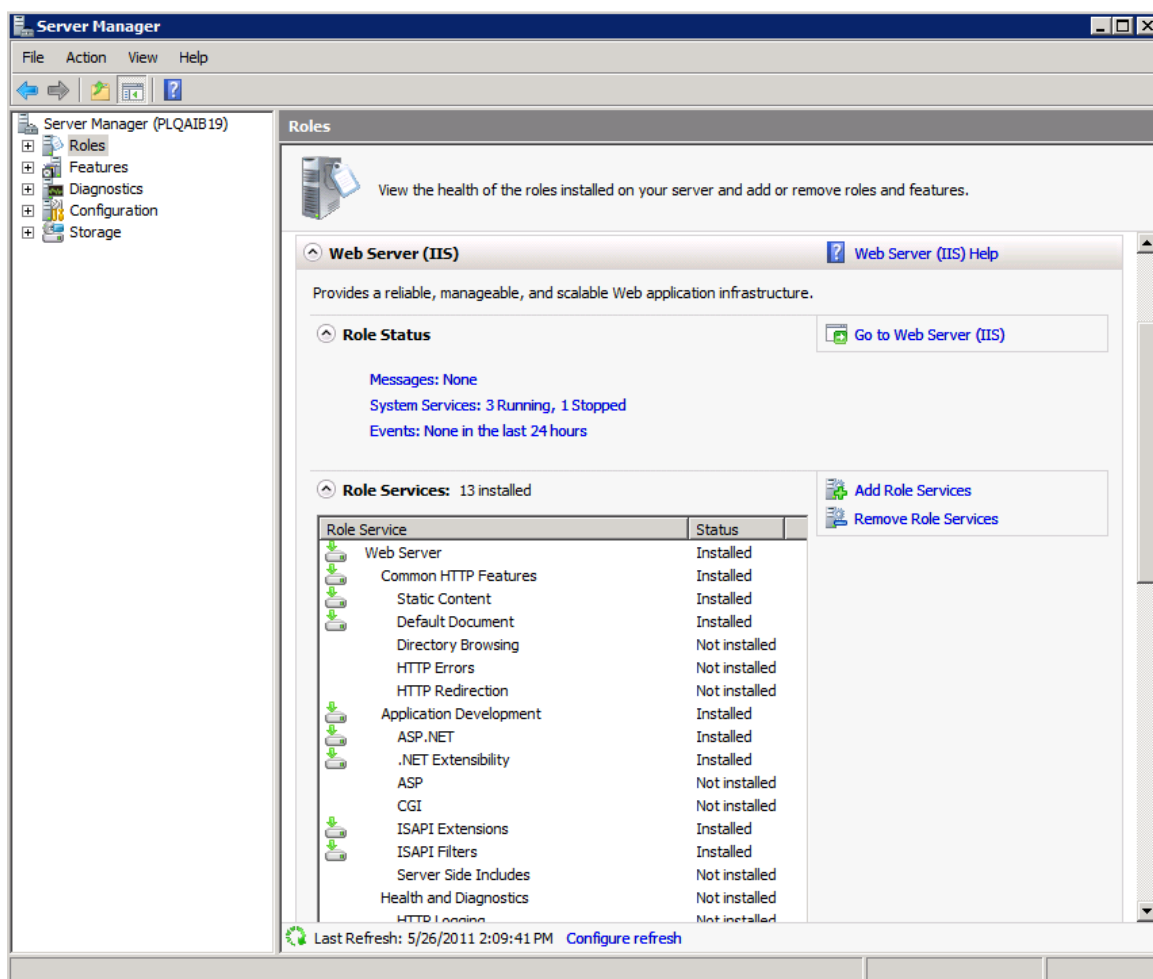 Server Manager
File Action View Help
Server Manager (PLQAIB19)
Roles
Features
Diagnostics
Configuration
Storage
Roles
View the health of the roles installed on your server and add or remove roles and features.
Web Server (IIS)
Web Server (IIS) Help
Provides a reliable, manageable, and scalable Web application infrastructure.
Role Status
Go to Web Server (IIS)
Messages: None
System Services: 3 Running, 1 Stopped
Events: None in the last 24 hours
Role Services: 13 installed
Add Role Services
Remove Role Services
Role Service Status
Web Server Installed
Common HTTP Features Installed
Static Content Installed
Default Document Installed
Directory Browsing Not installed
HTTP Errors Not installed
HTTP Redirection Not installed
Application Development Installed
ASP.NET Installed
.NET Extensibility Installed
ASP Not installed
CGI Not installed
ISAPI Extensions Installed
ISAPI Filters Installed
Server Side Includes Not installed
Health and Diagnostics Not installed
HTTP Logging Not installed
Last Refresh: 5/26/2011 2:09:41 PM Configure refresh